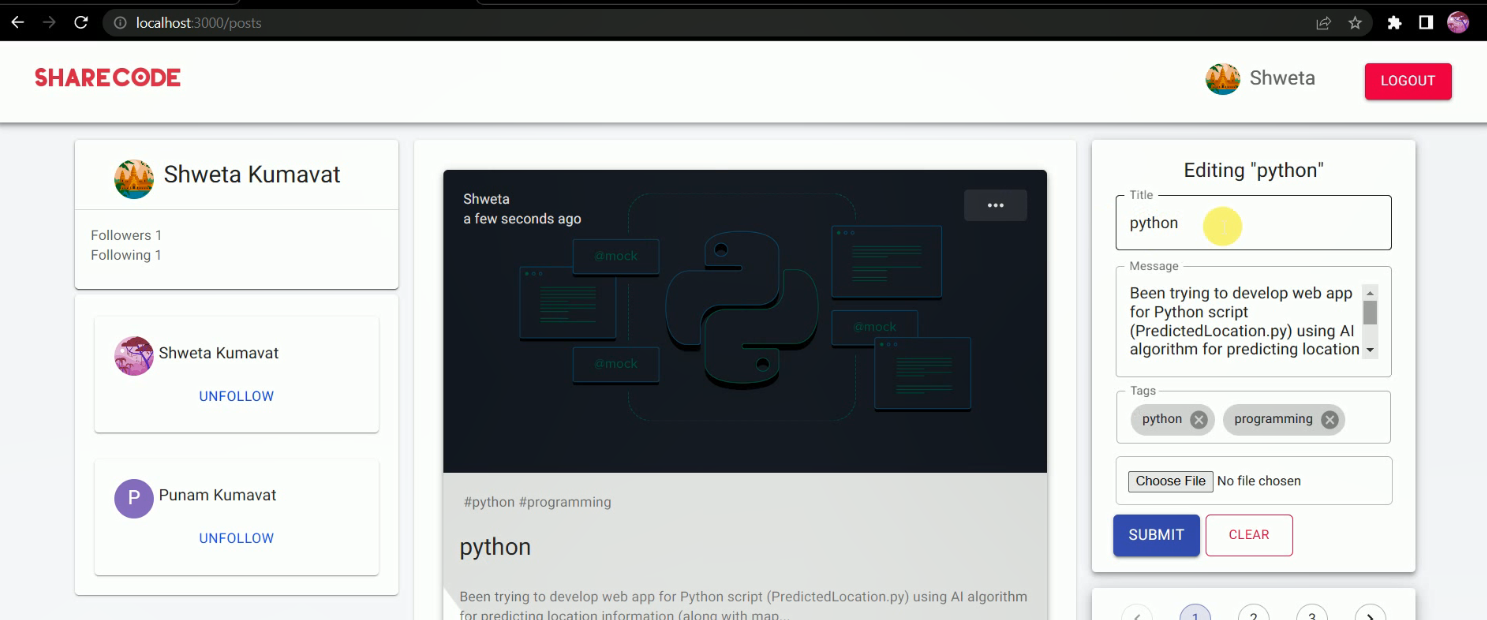 localhost:3000/posts
SHARECODE
Shweta
LOGOUT
Shweta Kumavat
Followers 1
Following 1
Shweta Kumavat
UNFOLLOW
P
Punam Kumavat
UNFOLLOW
Shweta
a few seconds ago
•••
@mock
@mock
@mock
#python #programming
python
Been trying to develop web app for Python script (PredictedLocation.py) using AI algorithm
for predicting location information (along with map...
Editing "python"
Title
python
Message
Been trying to develop web app
for Python script
(PredictedLocation.py) using AI
algorithm for predicting location
Tags
python
programming
Choose File No file chosen
SUBMIT
CLEAR
1 2 3